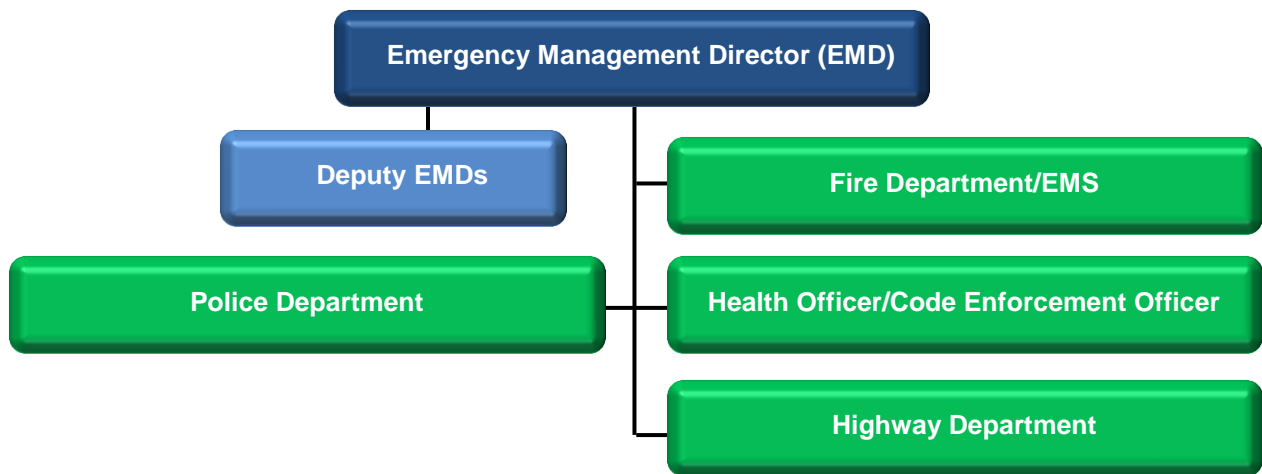 Emergency Management Director (EMD)
Deputy EMDs
Fire Department/EMS
Police Department
Health Officer/Code Enforcement Officer
Highway Department